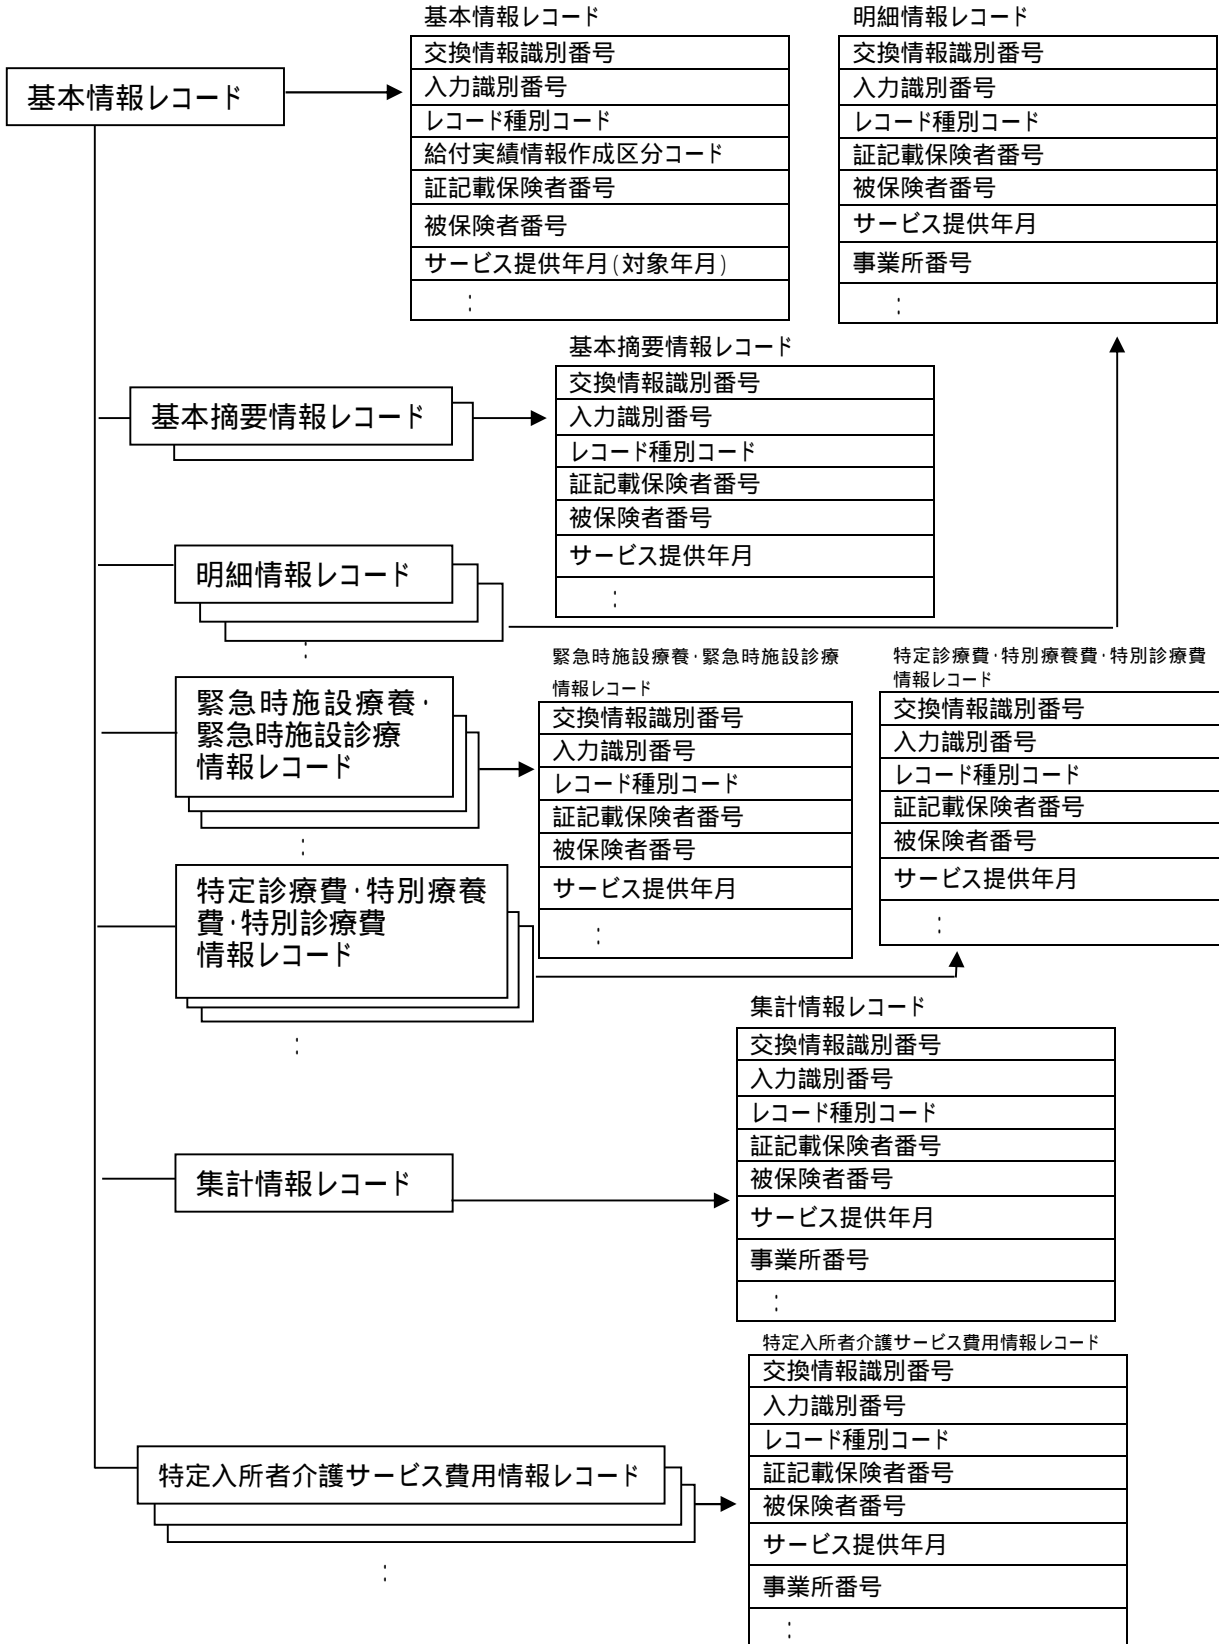 基本情報レコード
基本情報レコード
交換情報識別番号
入力識別番号
レコード種別コード
給付実績情報作成区分コード
証記載保険者番号
被保険者番号
サービス提供年月(対象年月)
:
明細情報レコード
交換情報識別番号
入力識別番号
レコード種別コード
証記載保険者番号
被保険者番号
サービス提供年月
事業所番号
:
基本摘要情報レコード
基本摘要情報レコード
交換情報識別番号
入力識別番号
レコード種別コード
証記載保険者番号
被保険者番号
サービス提供年月
:
明細情報レコード
:
緊急時施設療養・
緊急時施設診療
情報レコード
:
緊急時施設療養・緊急時施設診療
情報レコード
交換情報識別番号
入力識別番号
レコード種別コード
証記載保険者番号
被保険者番号
サービス提供年月
:
特定診療費・特別療養費・特別診療費
情報レコード
交換情報識別番号
入力識別番号
レコード種別コード
証記載保険者番号
被保険者番号
サービス提供年月
:
特定診療費・特別療養
費・特別診療費
情報レコード
:
集計情報レコード
集計情報レコード
交換情報識別番号
入力識別番号
レコード種別コード
証記載保険者番号
被保険者番号
サービス提供年月
事業所番号
:
特定入所者介護サービス費用情報レコード
:
特定入所者介護サービス費用情報レコード
交換情報識別番号
入力識別番号
レコード種別コード
証記載保険者番号
被保険者番号
サービス提供年月
事業所番号
: